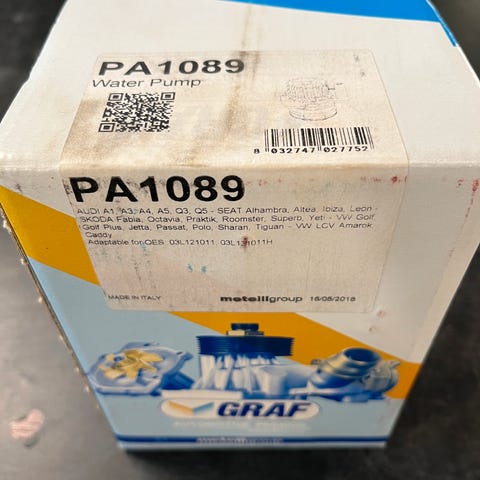 PA1089
Water Pump
8 032747 027752
PA1089
AUDI A1, A3, A4, A5, Q3, Q5 - SEAT Alhambra, Altea, Ibiza, Leon -
SKODA Fabia, Octavia, Praktik, Roomster, Superb, Yeti - VW Golf,
Golf Plus, Jetta, Passat, Polo, Sharan, Tiguan - VW LCV Amarok,
Caddy
Adaptable for OES: 03L121011, 03L121011H
MADE IN ITALY
metelligroup 16/05/2018
GRAF